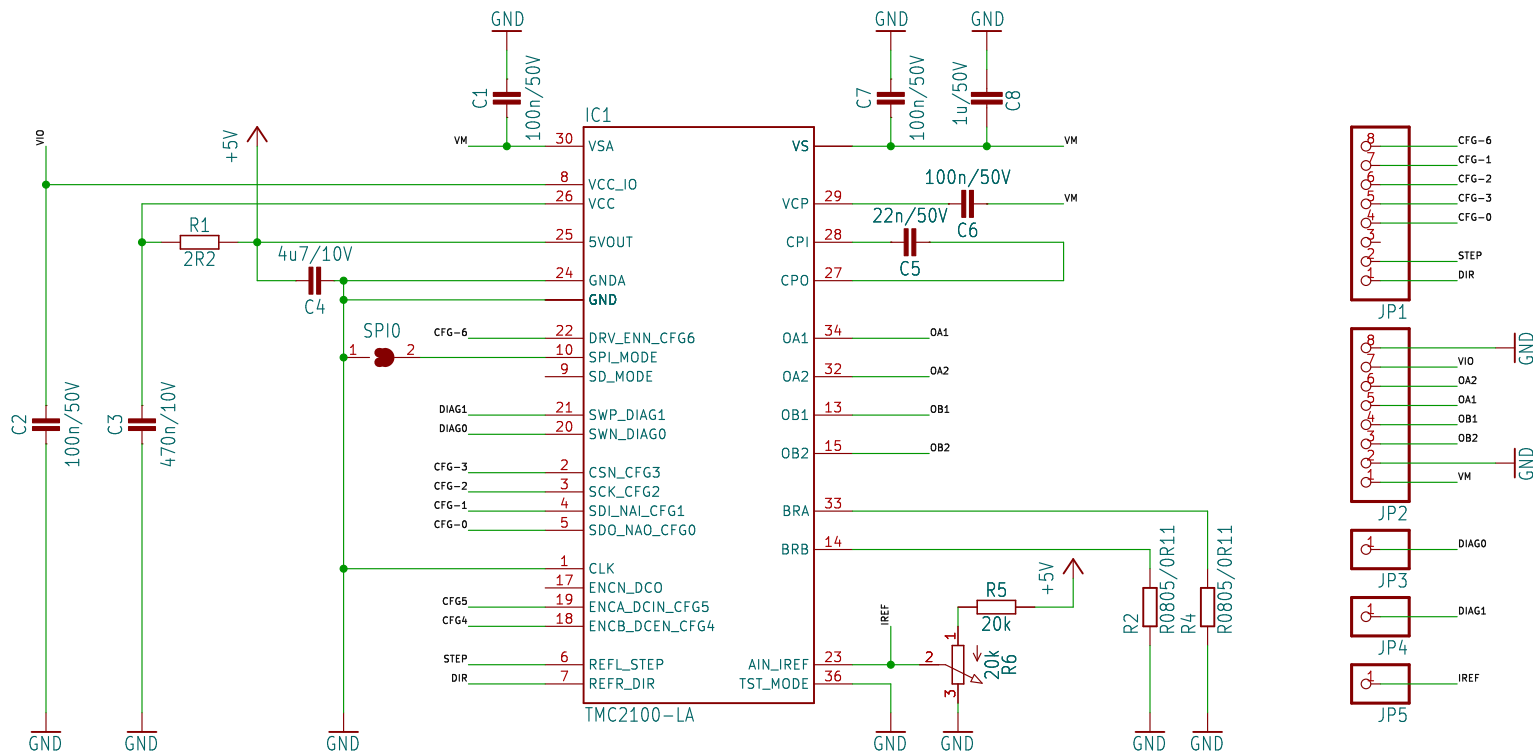 GND
GND
GND
C1
100n/50V
C7
100n/50V
1u/50V
C8
IC1
VIO
+5V
VM
30
VSA
VS
VM
8
VCC_IO
26
VCC
VCP
29
100n/50V
C6
VM
R1
2R2
25
5VOUT
CPI
28
22n/50V
C5
4u7/10V
C4
24
GNDA
CPO
27
GND
SPI0
1
2
CFG-6
22
DRV_ENN_CFG6
OA1
34
OA1
10
SPI_MODE
9
SD_MODE
OA2
32
OA2
DIAG1
21
SWP_DIAG1
OB1
13
OB1
DIAG0
20
SWN_DIAG0
OB2
15
OB2
C2
100n/50V
C3
470n/10V
CFG-3
2
CSN_CFG3
CFG-2
3
SCK_CFG2
CFG-1
4
SDI_NAI_CFG1
BRA
33
CFG-0
5
SDO_NAO_CFG0
BRB
14
1
CLK
17
ENCN_DCO
CFG5
19
ENCA_DCIN_CFG5
CFG4
18
ENCB_DCEN_CFG4
STEP
6
REFL_STEP
AIN_IREF
23
DIR
7
REFR_DIR
TST_MODE
36
TMC2100-LA
IREF
R5
20k
+5V
1
2
3
20k
R6
R2
R0805/0R11
R4
R0805/0R11
GND
GND
GND
GND
GND
GND
GND
8
CFG-6
7
CFG-1
6
CFG-2
5
CFG-3
4
CFG-0
3
2
STEP
1
DIR
JP1
8
GND
7
VIO
6
OA2
5
OA1
4
OB1
3
OB2
2
GND
1
VM
JP2
1
DIAG0
JP3
1
DIAG1
JP4
1
IREF
JP5